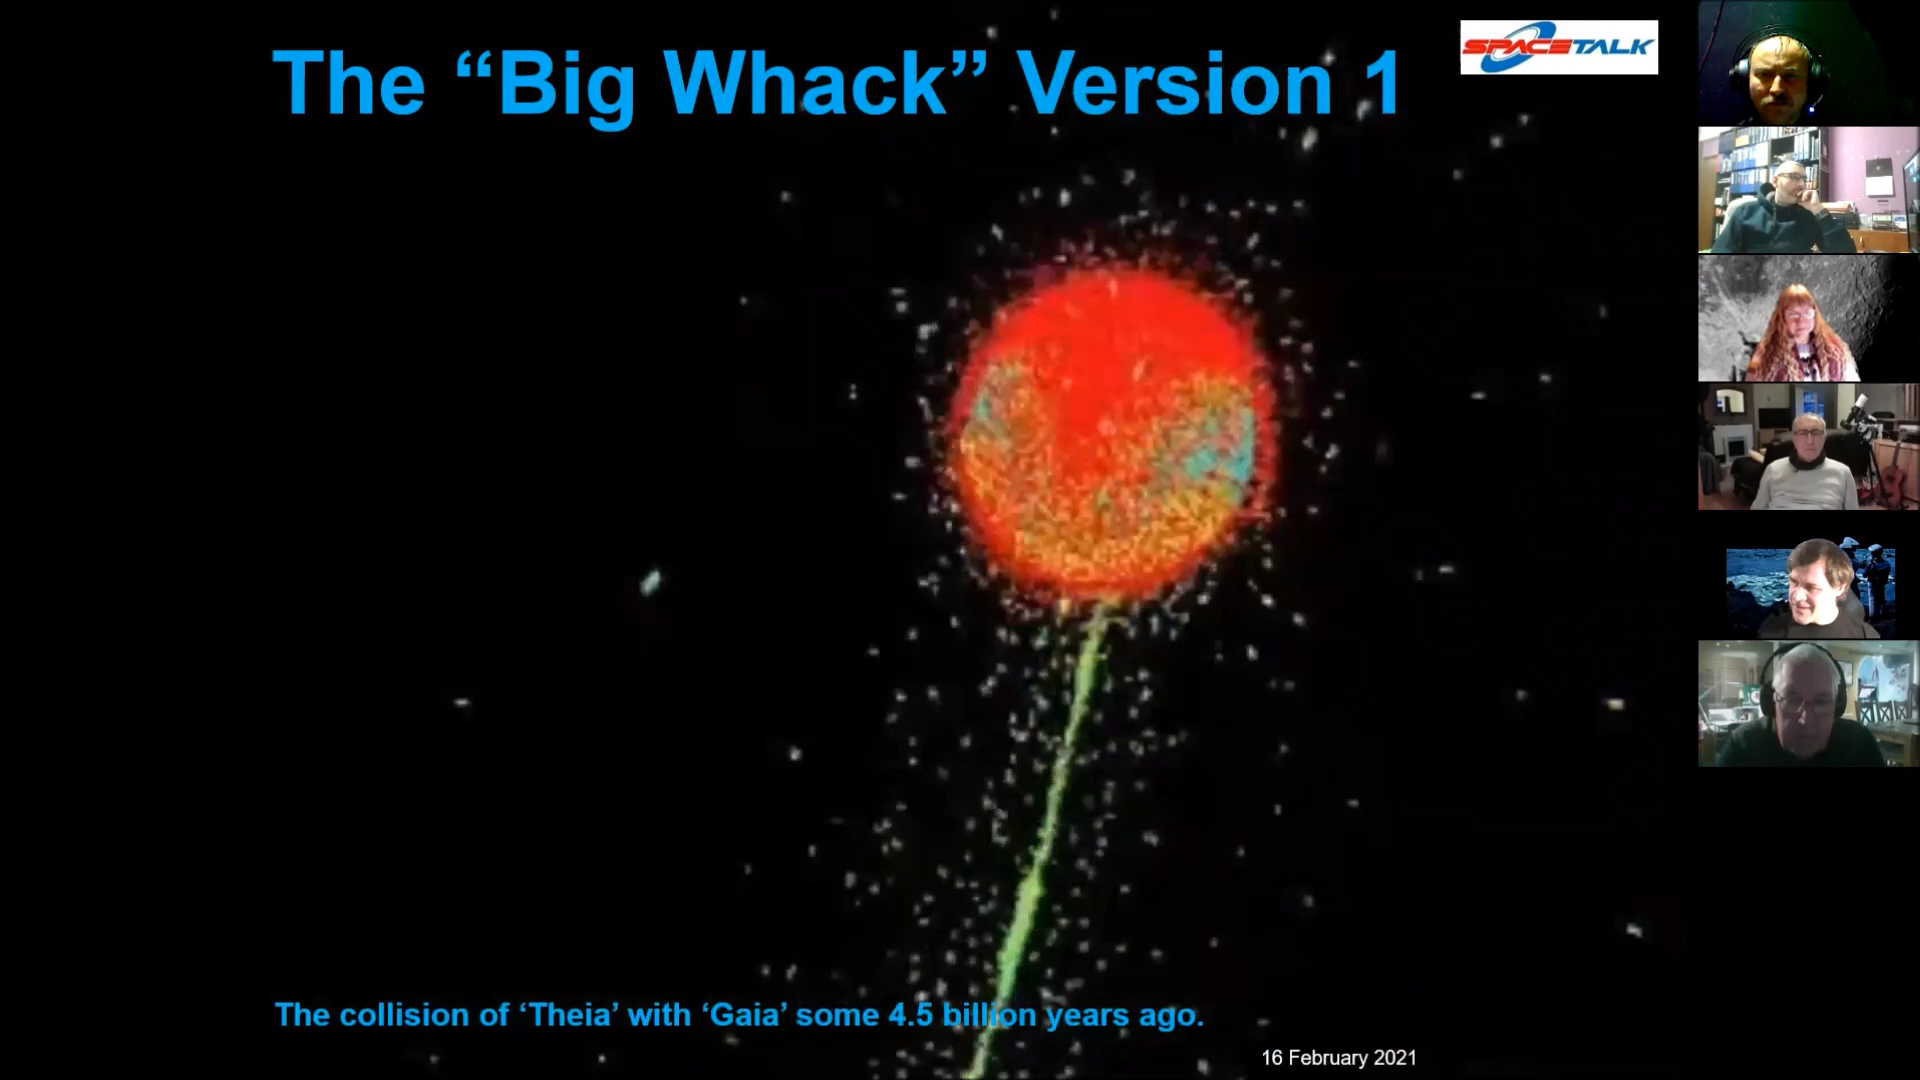 The “Big Whack” Version 1
SPACETALK
The collision of ‘Theia’ with ‘Gaia’ some 4.5 billion years ago.
16 February 2021